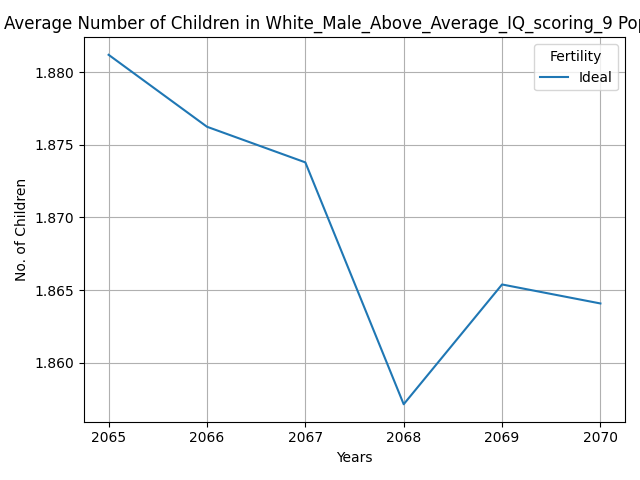 Average Number of Children in White_Male_Above_Average_IQ_scoring_9
Fertility
Ideal
1.880
1.875
1.870
1.865
1.860
No. of Children
2065 2066 2067 2068 2069 2070
Years